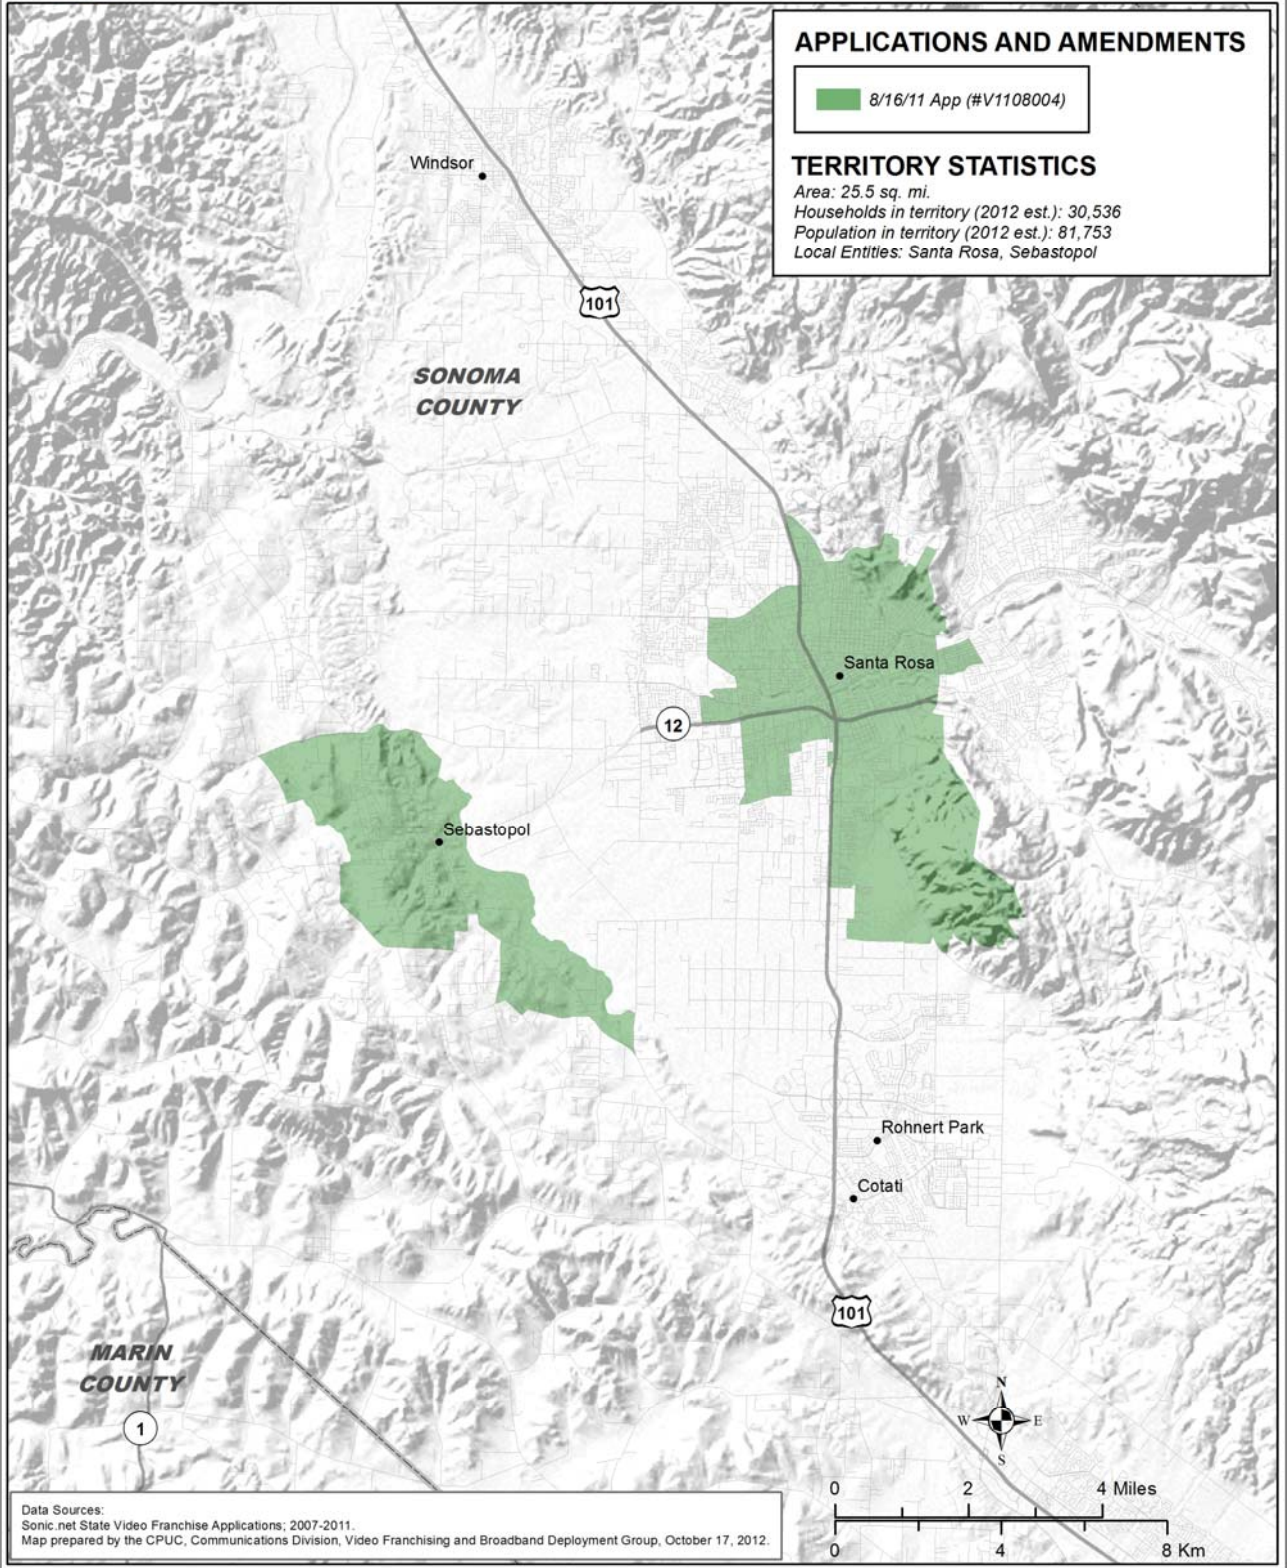 APPLICATIONS AND AMENDMENTS
8/16/11 App (#V1108004)
TERRITORY STATISTICS
Area: 25.5 sq. mi.
Households in territory (2012 est.): 30,536
Population in territory (2012 est.): 81,753
Local Entities: Santa Rosa, Sebastopol
Windsor
101
SONOMA
COUNTY
Santa Rosa
12
Sebastopol
Rohnert Park
Cotati
101
MARIN
COUNTY
1
N
W E
S
0 2 4 Miles
0 4 8 Km
Data Sources:
Sonic.net State Video Franchise Applications; 2007-2011.
Map prepared by the CPUC, Communications Division, Video Franchising and Broadband Deployment Group, October 17, 2012.